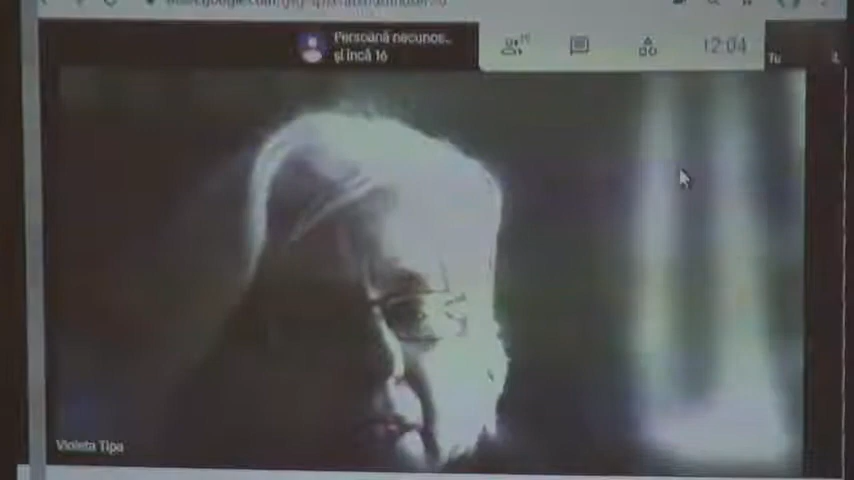 Persoană necunos...
și încă 16
12:04
Tu
Violeta Tipa